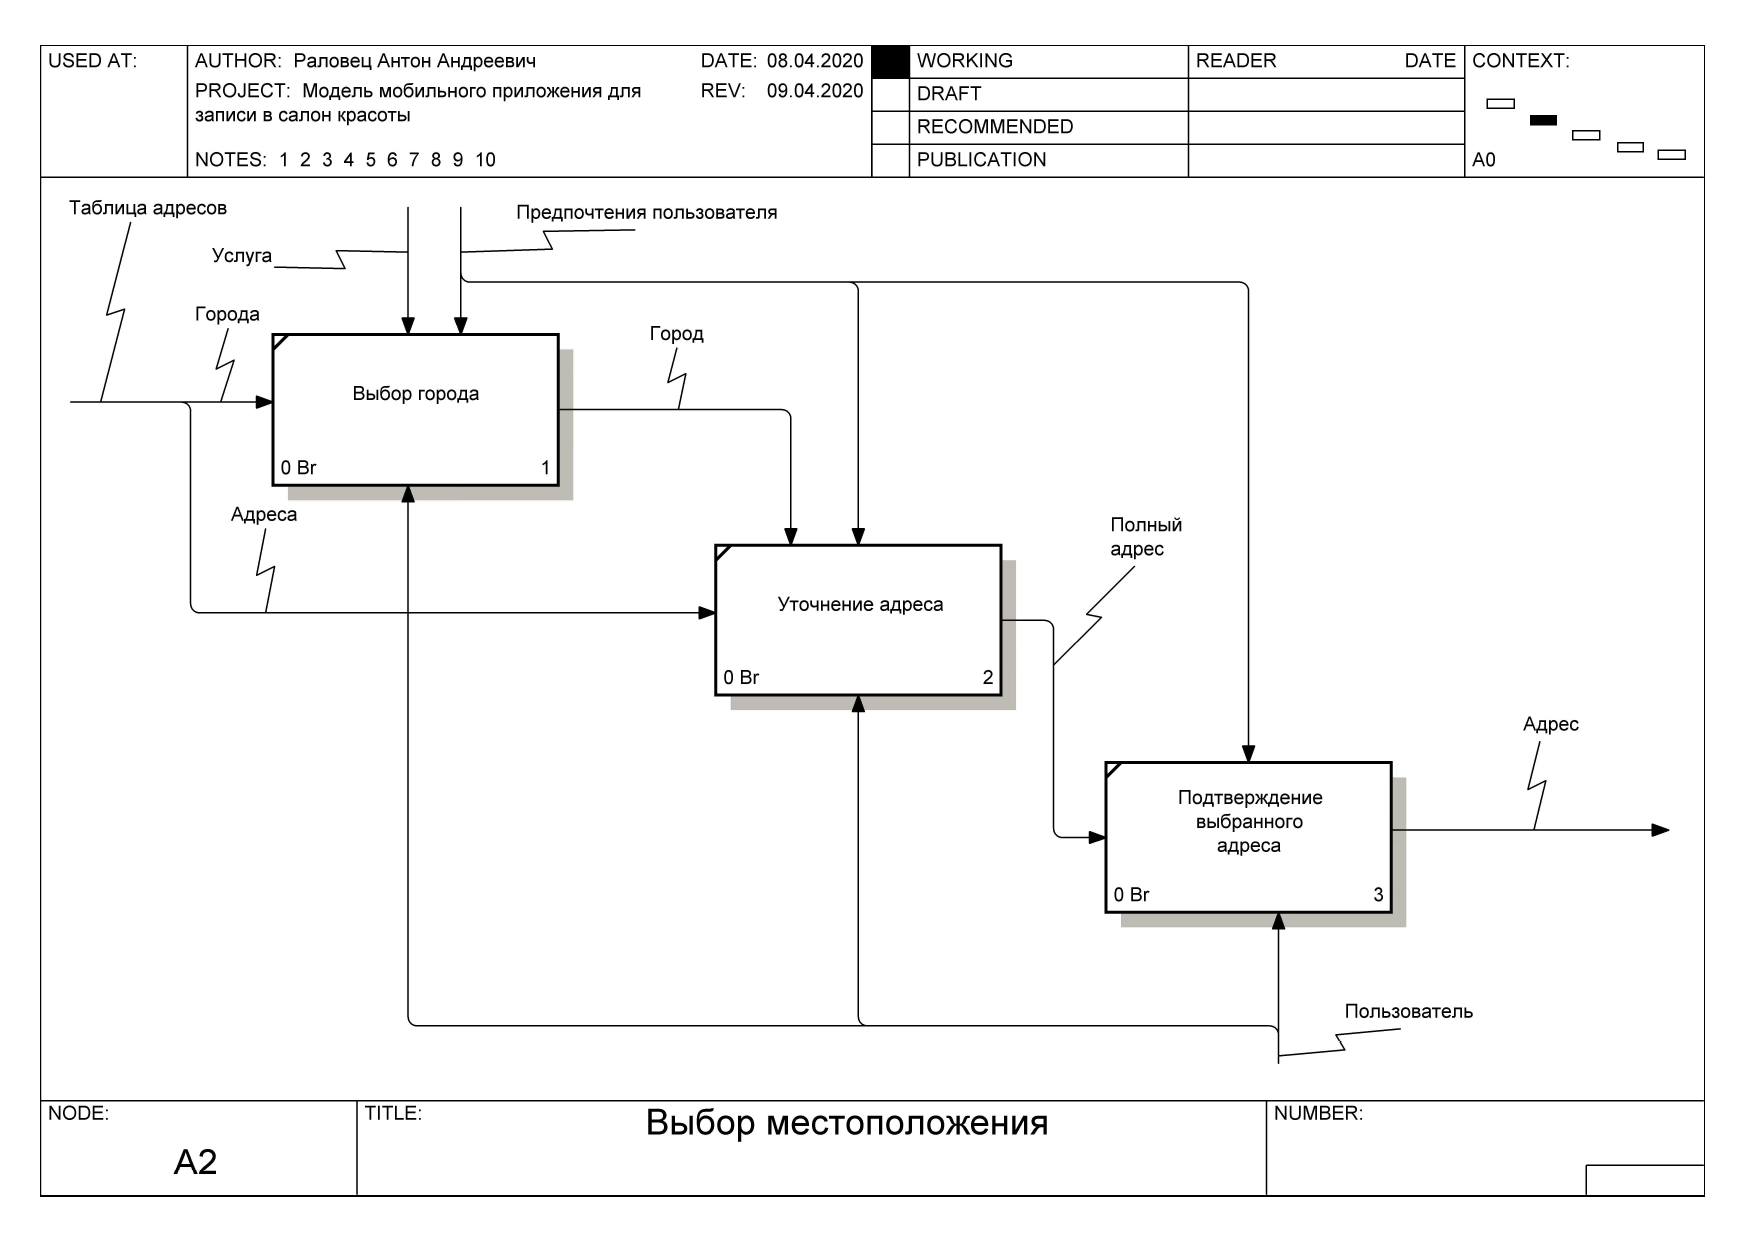 USED AT:
AUTHOR: Раловец Антон Андреевич
DATE: 08.04.2020
PROJECT: Модель мобильного приложения для
записи в салон красоты
REV: 09.04.2020
NOTES: 1 2 3 4 5 6 7 8 9 10
WORKING
DRAFT
RECOMMENDED
PUBLICATION
READER
DATE
CONTEXT:
A0
Таблица адресов
Предпочтения пользователя
Услуга
Города
Город
Выбор города
0 Br
1
Адреса
Полный
адрес
Уточнение адреса
0 Br
2
Адрес
Подтверждение
выбранного
адреса
0 Br
3
Пользователь
NODE:
A2
TITLE:
Выбор местоположения
NUMBER: